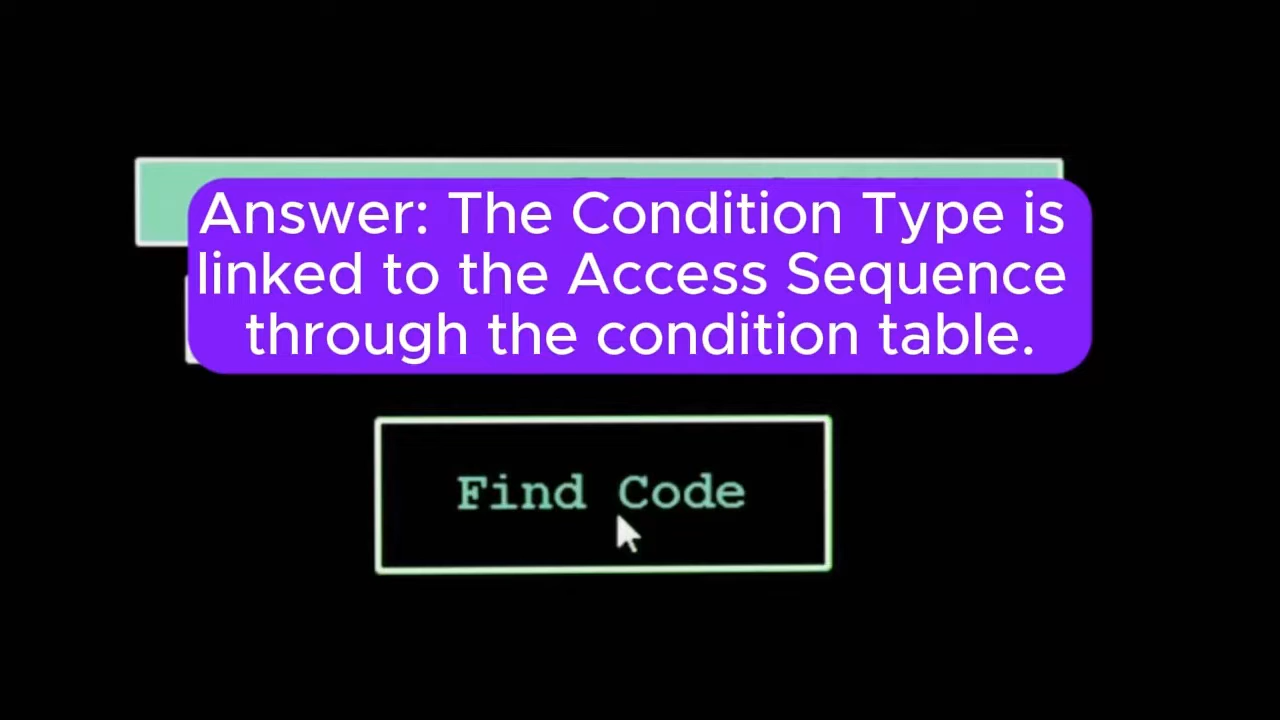 Answer: The Condition Type is
linked to the Access Sequence
through the condition table.
Find Code